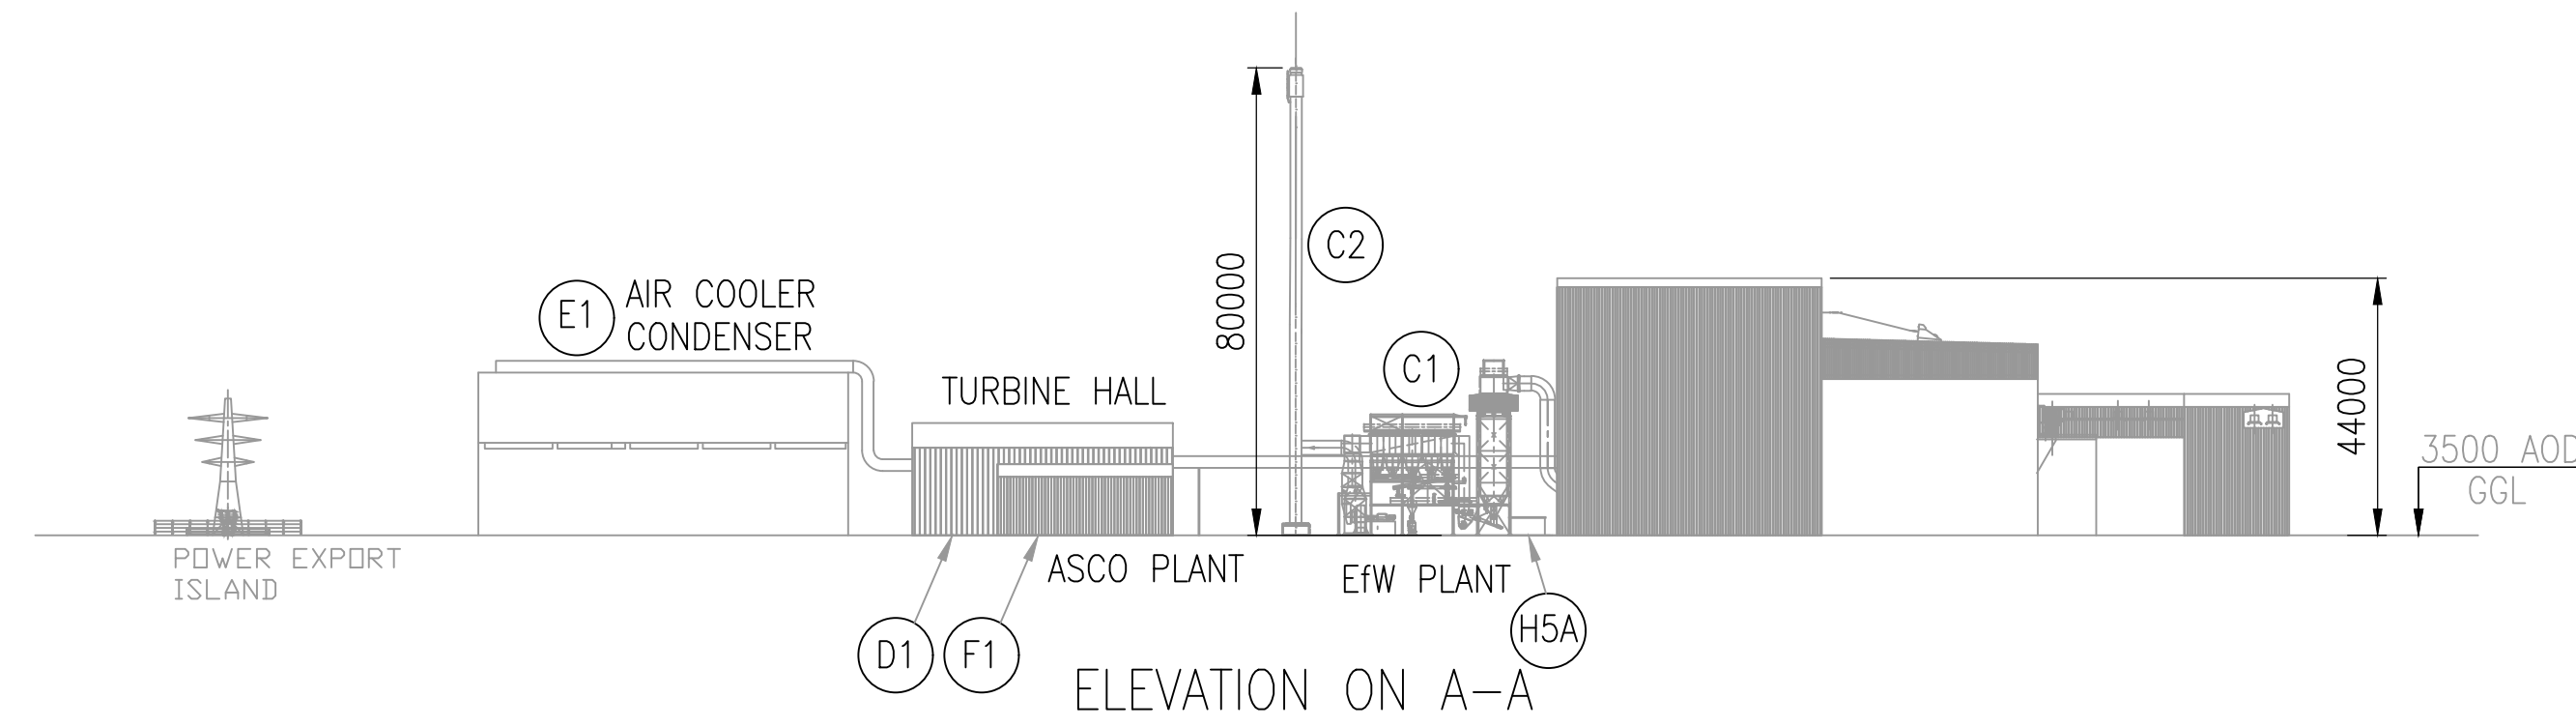 C2
80000
E1
AIR COOLER
CONDENSER
C1
TURBINE HALL
44000
3500 AOD
GGL
POWER EXPORT
ISLAND
ASCO PLANT
EfW PLANT
D1
F1
H5A
ELEVATION ON A-A